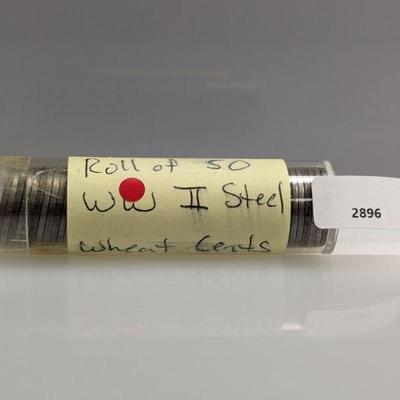 Roll of 50
WW II Steel
Wheat Cents
2896